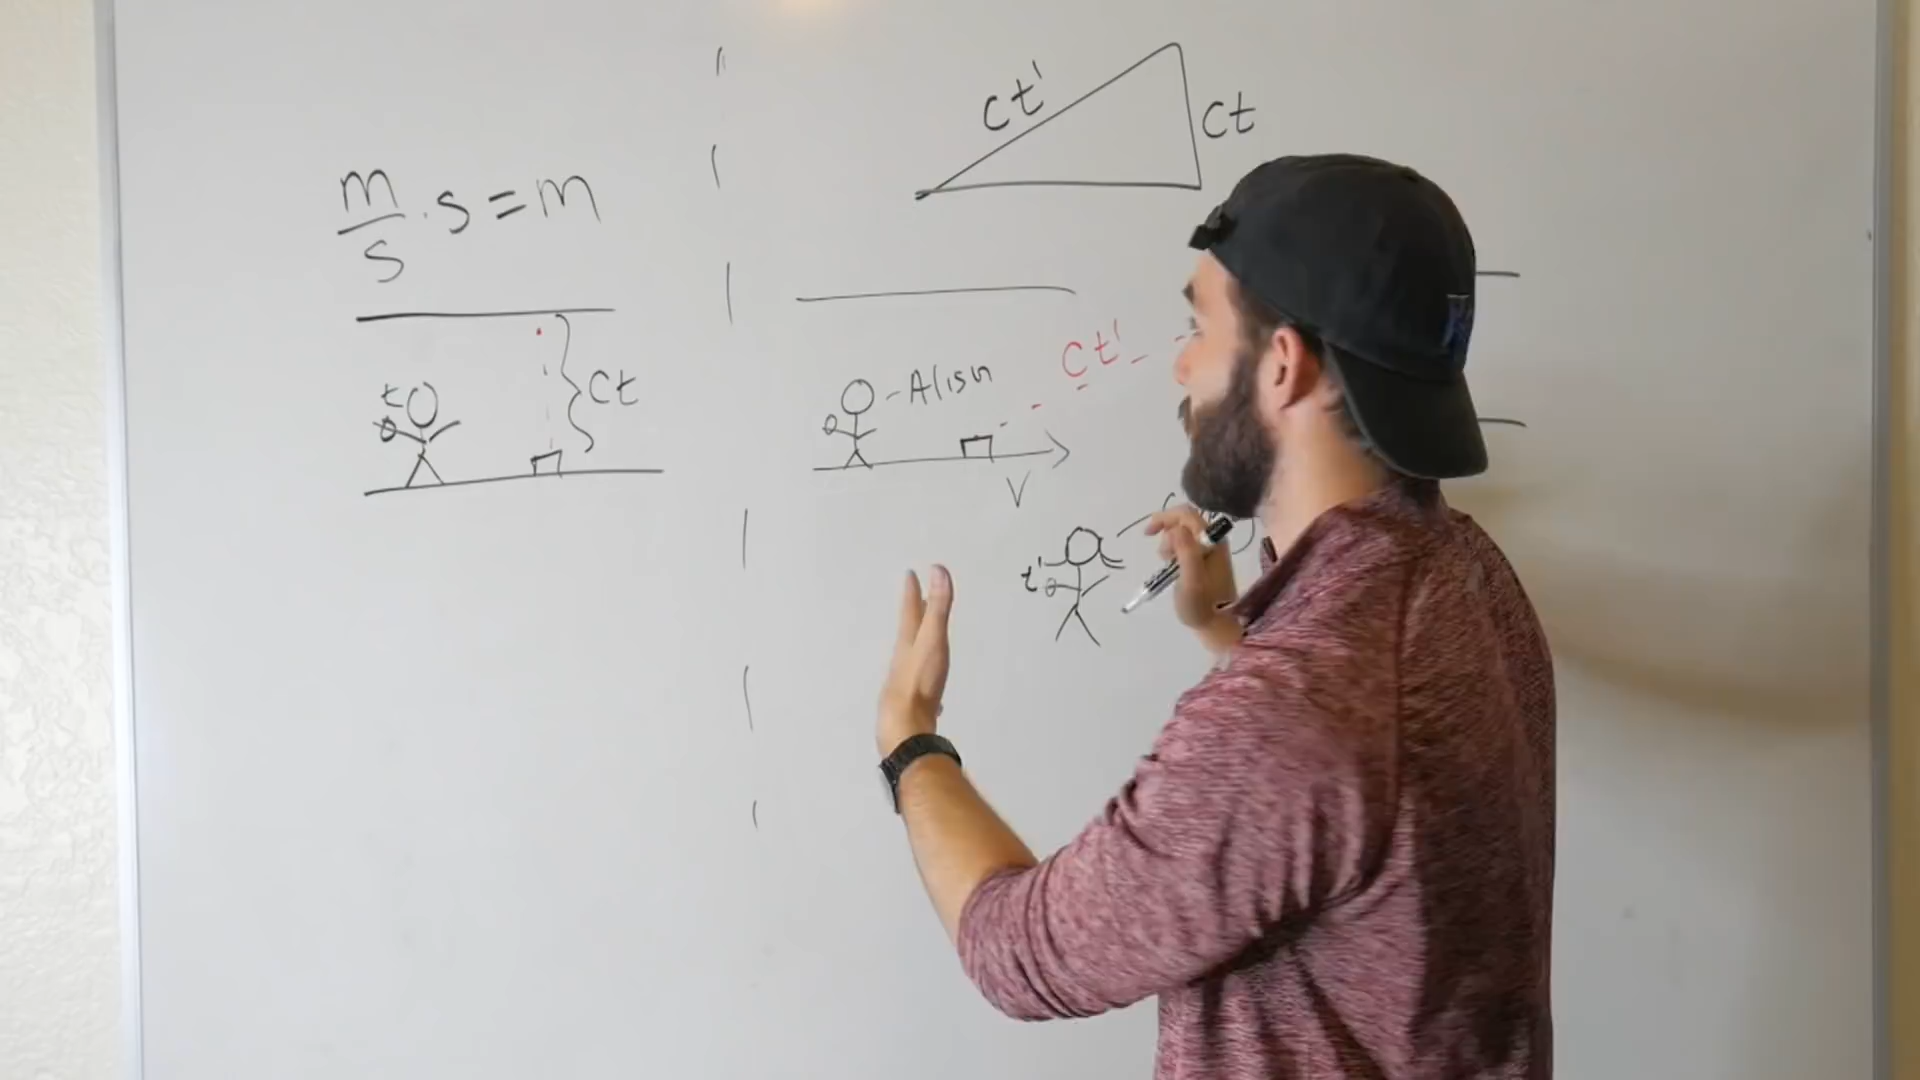 m/s · s = m
ct
t
ct'
ct
- Alisn
ct'
V
t'